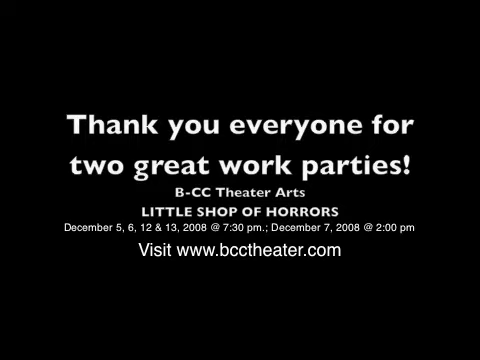 Thank you everyone for
two great work parties!
B-CC Theater Arts
LITTLE SHOP OF HORRORS
December 5, 6, 12 & 13, 2008 @ 7:30 pm.; December 7, 2008 @ 2:00 pm
Visit www.bcctheater.com